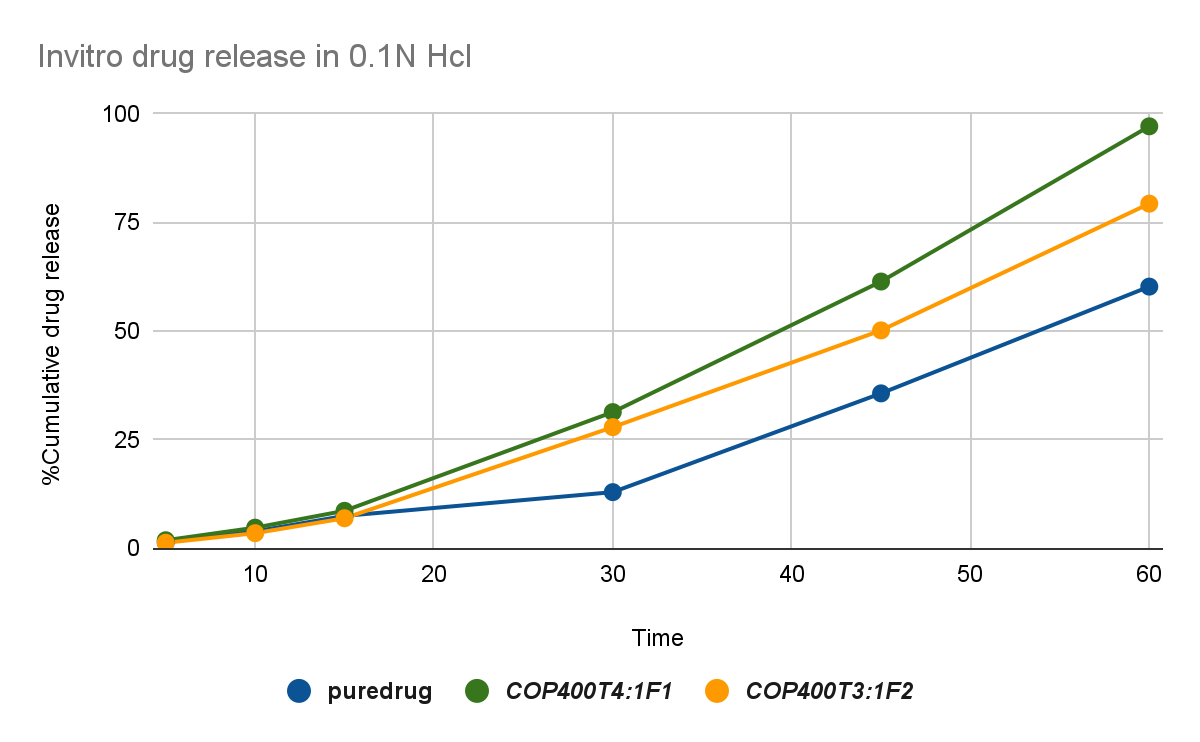 Invitro drug release in 0.1N Hcl
%Cumulative drug release
100
75
50
25
0
10 20 30 40 50 60
Time
puredrug COP400T4:1F1 COP400T3:1F2